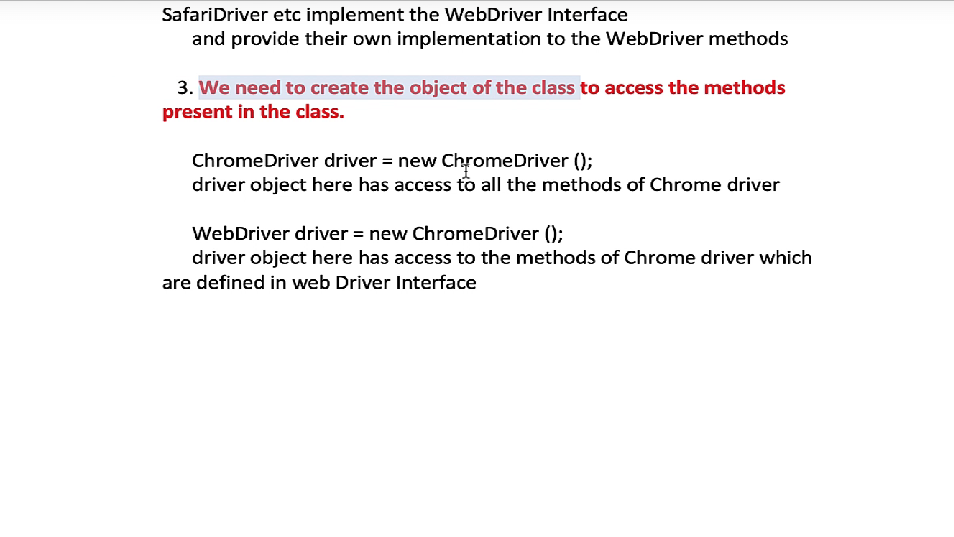 SafariDriver etc implement the WebDriver Interface
and provide their own implementation to the WebDriver methods
3. We need to create the object of the class to access the methods
present in the class.
ChromeDriver driver = new ChromeDriver ();
driver object here has access to all the methods of Chrome driver
WebDriver driver = new ChromeDriver ();
driver object here has access to the methods of Chrome driver which
are defined in web Driver Interface